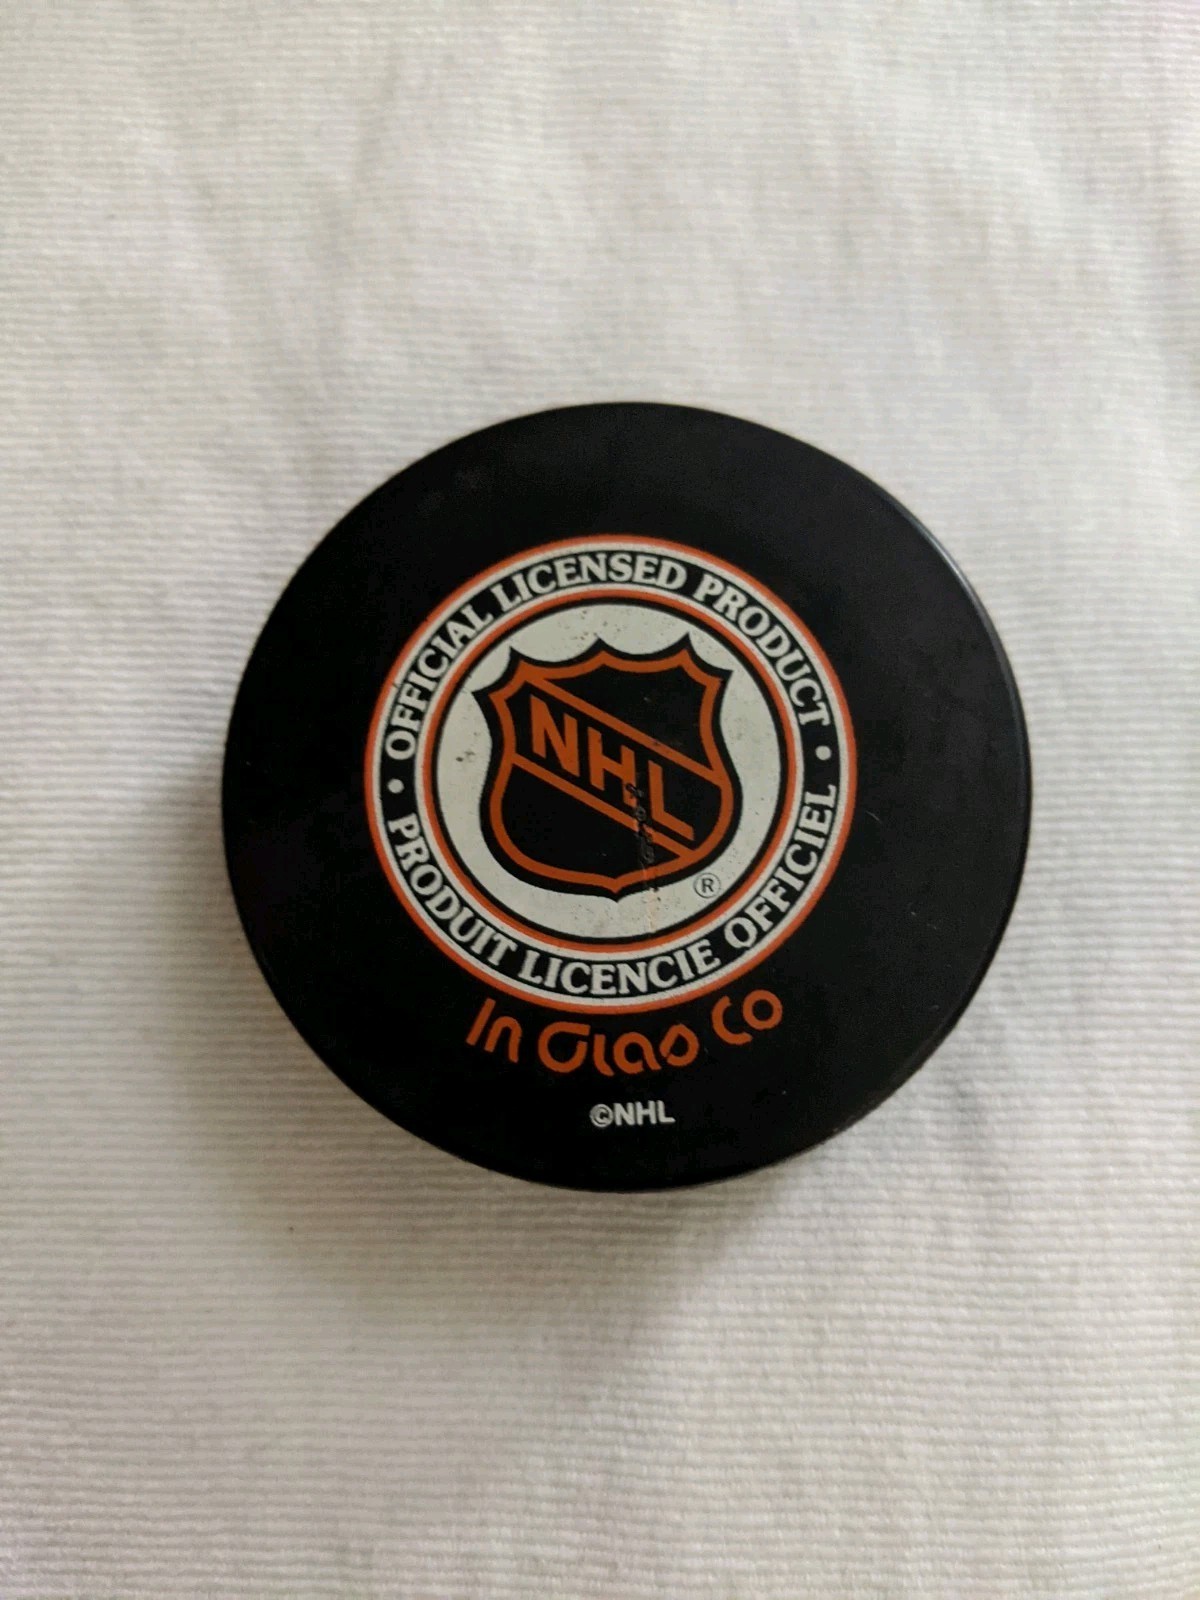 • OFFICIAL LICENSED PRODUCT •
NHL
®
PRODUIT LICENCIE OFFICIEL
In Glas Co
©NHL